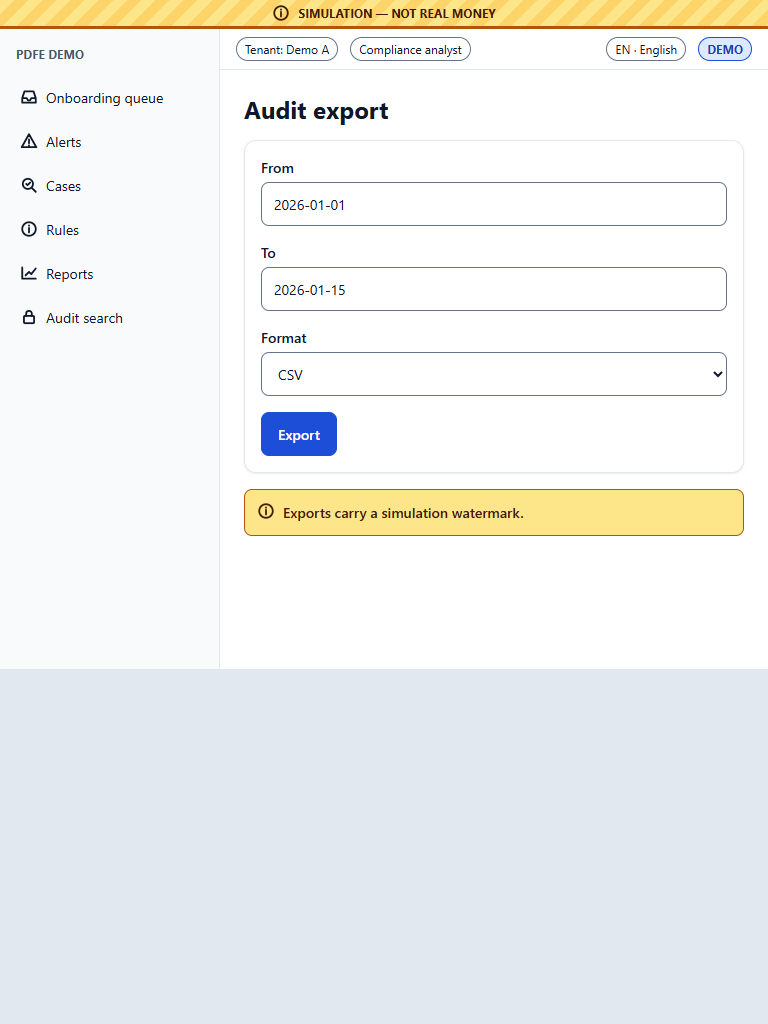 SIMULATION — NOT REAL MONEY
PDFE DEMO
Tenant: Demo A
Compliance analyst
EN · English
DEMO
Onboarding queue
Alerts
Cases
Rules
Reports
Audit search
Audit export
From
2026-01-01
To
2026-01-15
Format
CSV
Export
Exports carry a simulation watermark.